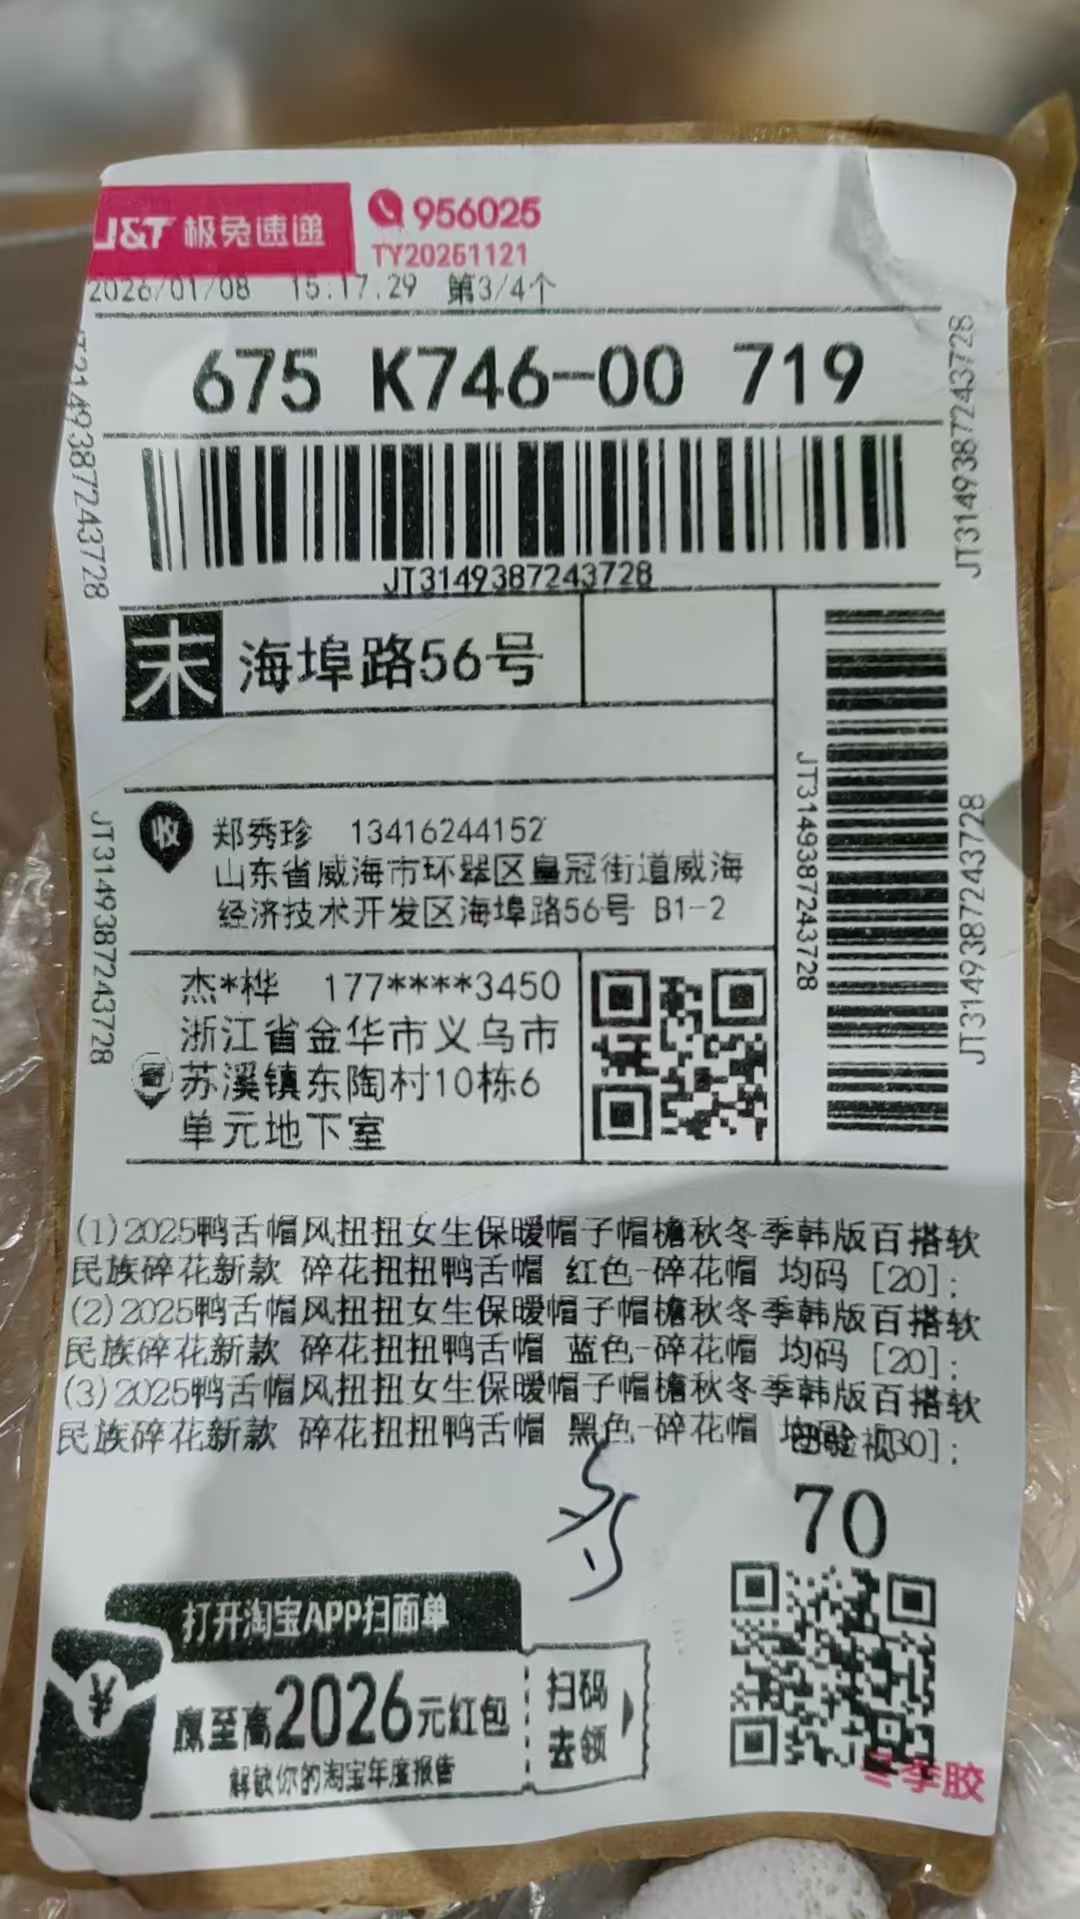 J&T 极兔速递
956025
TY20251121
2026/01/08 15:17:29 第3/4个
675 K746-00 719
JT3149387243728
JT3149387243728
JT3149387243728
末 海埠路56号
收 郑秀珍 13416244152
山东省威海市环翠区皇冠街道威海
经济技术开发区海埠路56号 B1-2
JT3149387243728
JT3149387243728
JT3149387243728
杰*桦 177****3450
浙江省金华市义乌市
寄 苏溪镇东陶村10栋6
单元地下室
(1)2025鸭舌帽风扭扭女生保暖帽子帽檐秋冬季韩版百搭软
民族碎花新款 碎花扭扭鸭舌帽 红色-碎花帽 均码 [20];
(2)2025鸭舌帽风扭扭女生保暖帽子帽檐秋冬季韩版百搭软
民族碎花新款 碎花扭扭鸭舌帽 蓝色-碎花帽 均码 [20];
(3)2025鸭舌帽风扭扭女生保暖帽子帽檐秋冬季韩版百搭软
民族碎花新款 碎花扭扭鸭舌帽 黑色-碎花帽 30];
70
打开淘宝APP扫面单
赢至高2026元红包
扫码
去领
解锁你的淘宝年度报告
冬季胶